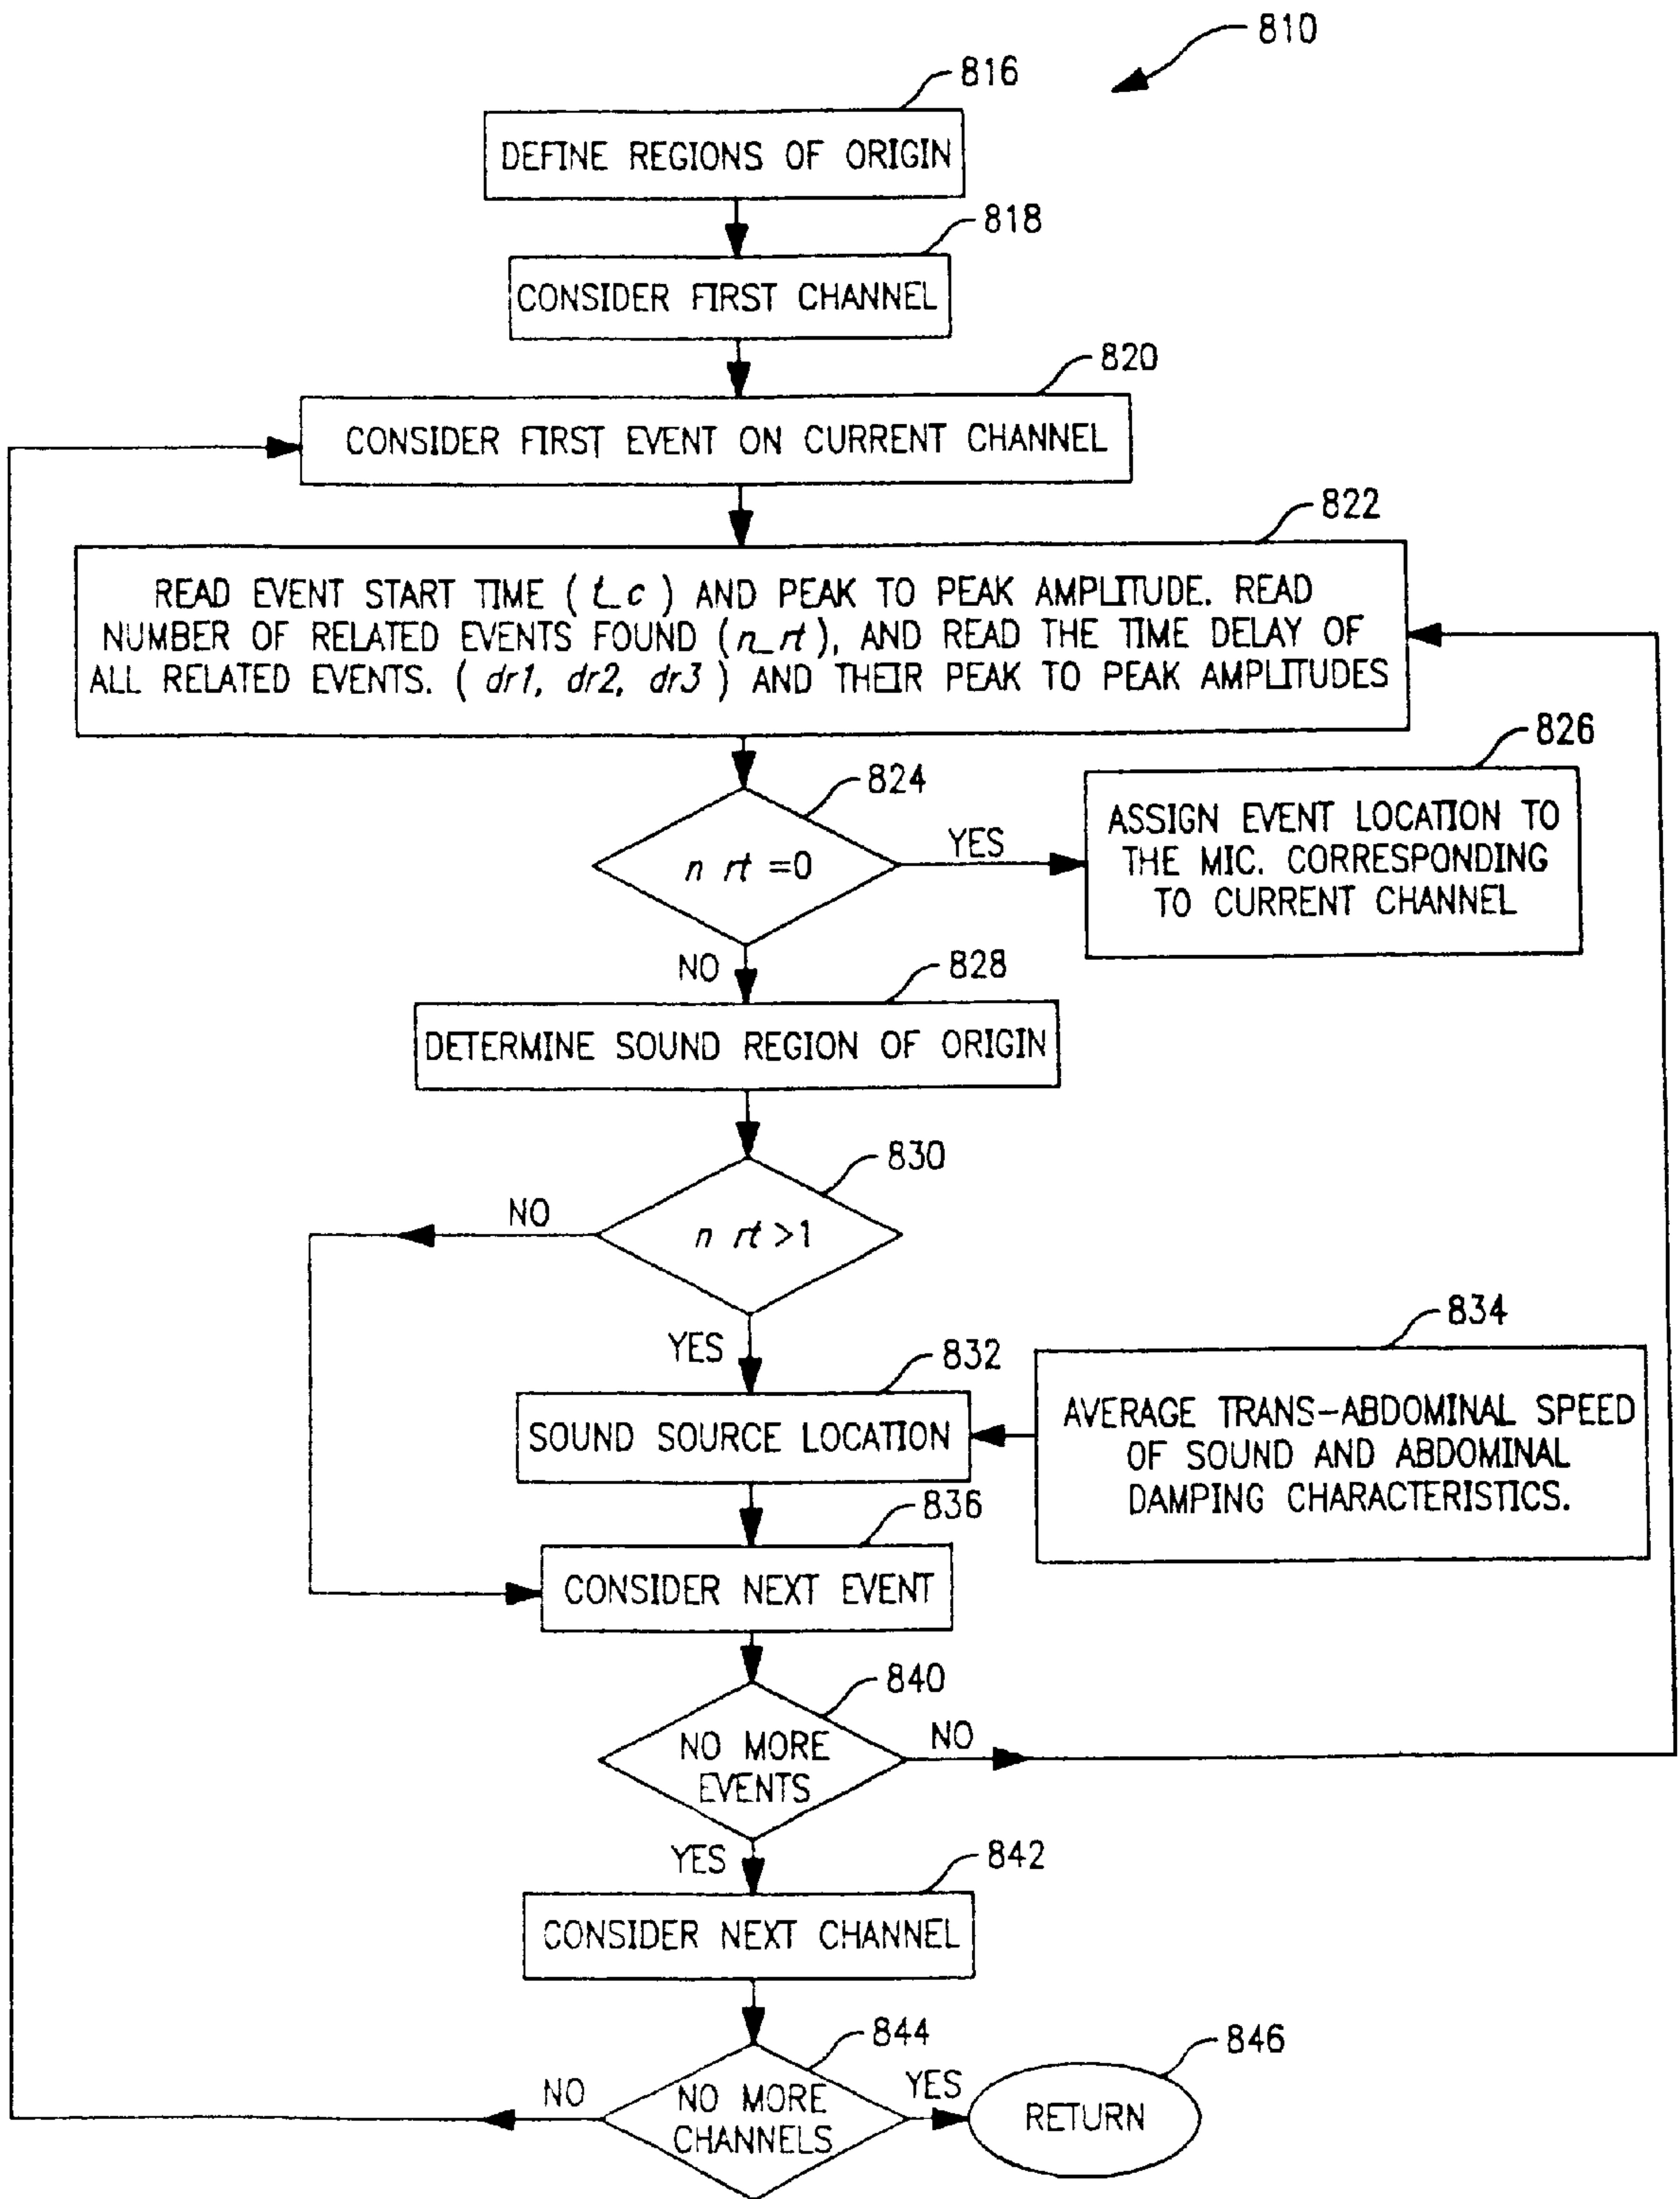 810
816
DEFINE REGIONS OF ORIGIN
818
CONSIDER FIRST CHANNEL
820
CONSIDER FIRST EVENT ON CURRENT CHANNEL
822
READ EVENT START TIME ( t_c ) AND PEAK TO PEAK AMPLITUDE. READ
NUMBER OF RELATED EVENTS FOUND (n_rt), AND READ THE TIME DELAY OF
ALL RELATED EVENTS. ( dr1, dr2, dr3 ) AND THEIR PEAK TO PEAK AMPLITUDES
824
n rt =0
YES
826
ASSIGN EVENT LOCATION TO
THE MIC. CORRESPONDING
TO CURRENT CHANNEL
NO
828
DETERMINE SOUND REGION OF ORIGIN
830
n rt >1
NO
YES
832
SOUND SOURCE LOCATION
834
AVERAGE TRANS-ABDOMINAL SPEED
OF SOUND AND ABDOMINAL
DAMPING CHARACTERISTICS.
836
CONSIDER NEXT EVENT
840
NO MORE
EVENTS
NO
YES
842
CONSIDER NEXT CHANNEL
844
NO MORE
CHANNELS
NO
YES
846
RETURN